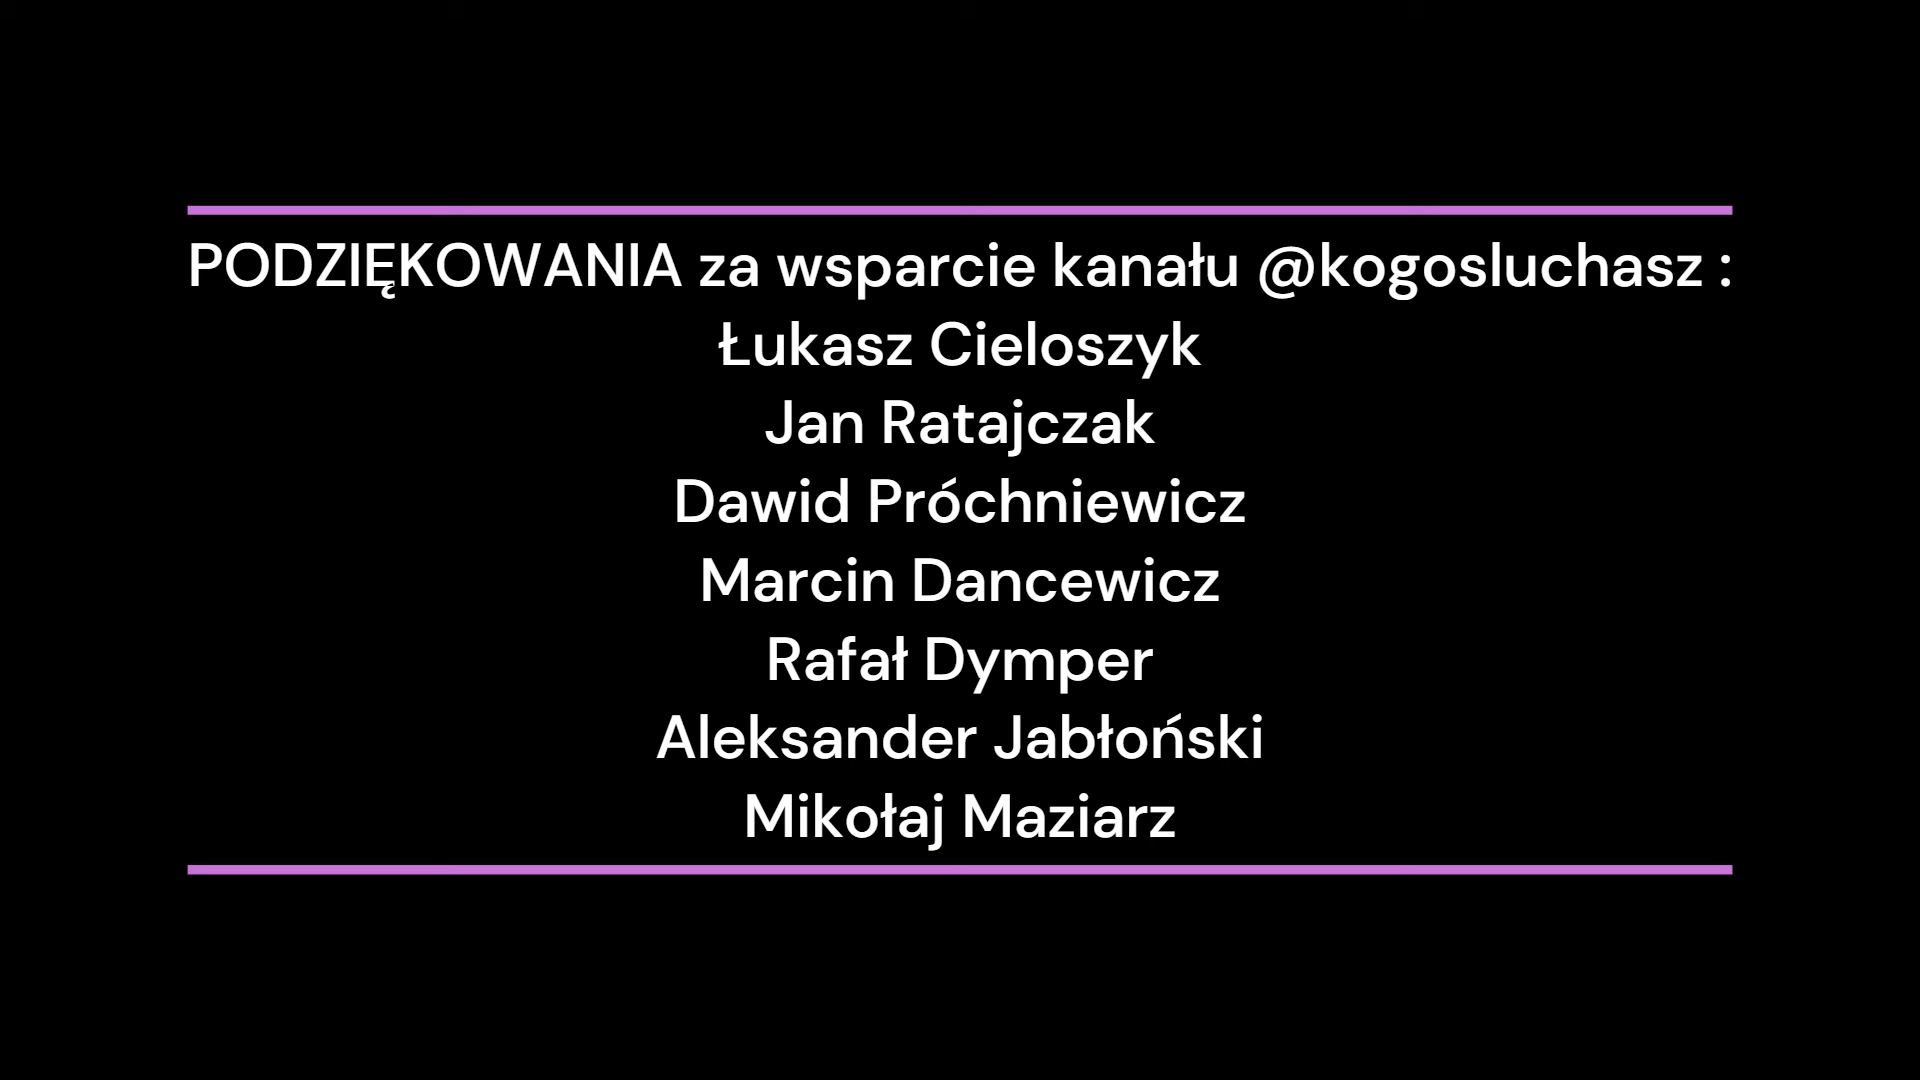 PODZIĘKOWANIA za wsparcie kanału @kogosluchasz :
Łukasz Cieloszyk
Jan Ratajczak
Dawid Próchniewicz
Marcin Dancewicz
Rafał Dymper
Aleksander Jabłoński
Mikołaj Maziarz